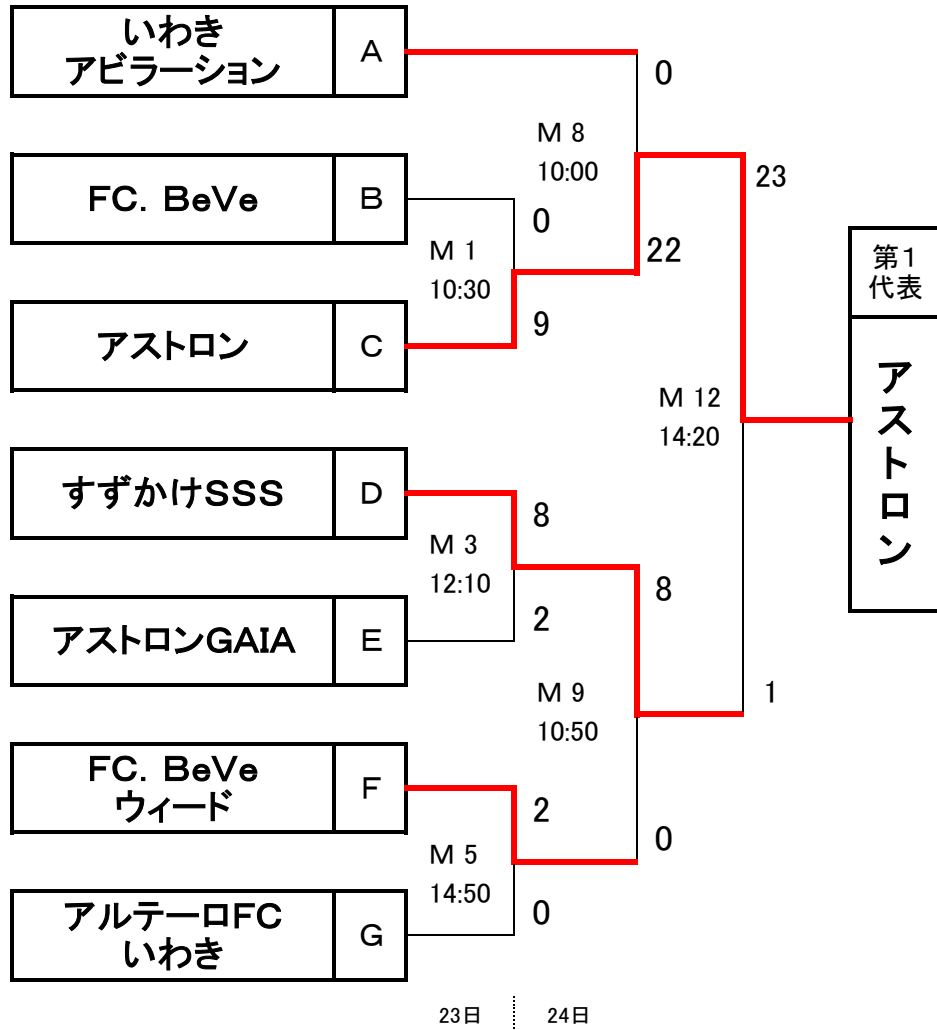 いわき
アビラーション
A
0
M 8
10:00
23
FC. BeVe
B
0
M 1
10:30
22
第1
代表
アストロン
C
9
アストロン
M 12
14:20
すずかけSSS
D
8
M 3
12:10
8
2
アストロンGAIA
E
M 9
10:50
1
FC. BeVe
ウィード
F
2
0
M 5
14:50
アルテーロFC
いわき
G
0
23日
24日